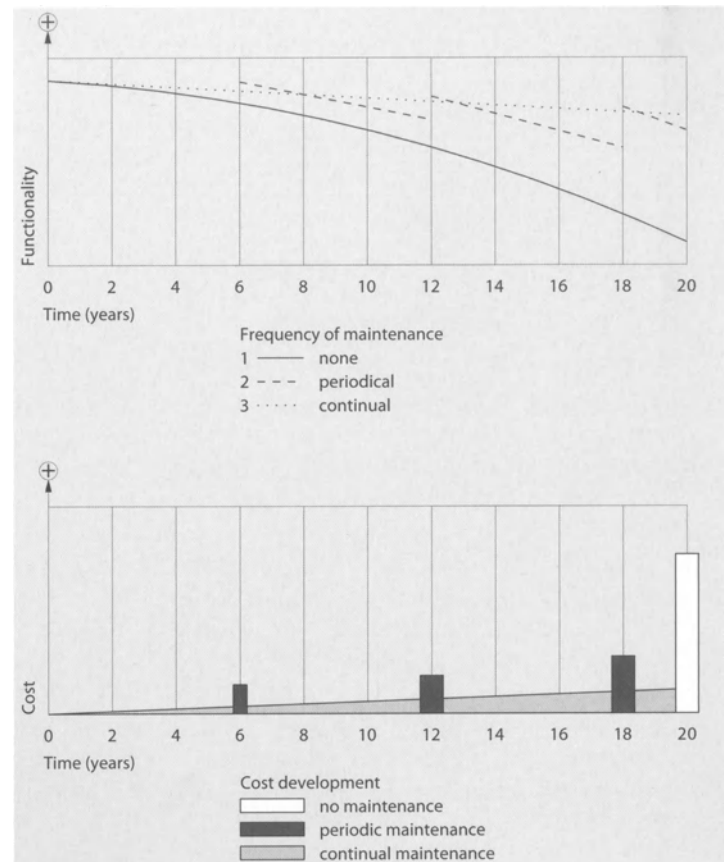 +
Functionality
0 2 4 6 8 10 12 14 16 18 20
Time (years)
Frequency of maintenance
1 none
2 periodical
3 continual
+
Cost
0 2 4 6 8 10 12 14 16 18 20
Time (years)
Cost development
no maintenance
periodic maintenance
continual maintenance